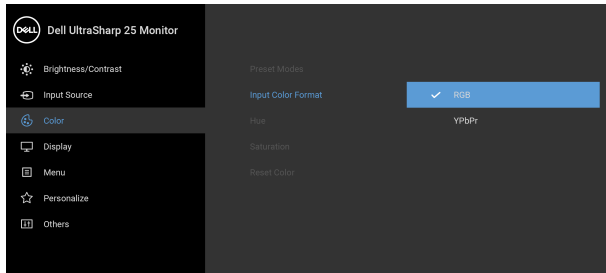 DELL Dell UltraSharp 25 Monitor
Brightness/Contrast
Input Source
Color
Display
Menu
Personalize
Others
Preset Modes
Input Color Format
Hue
Saturation
Reset Color
RGB
YPbPr